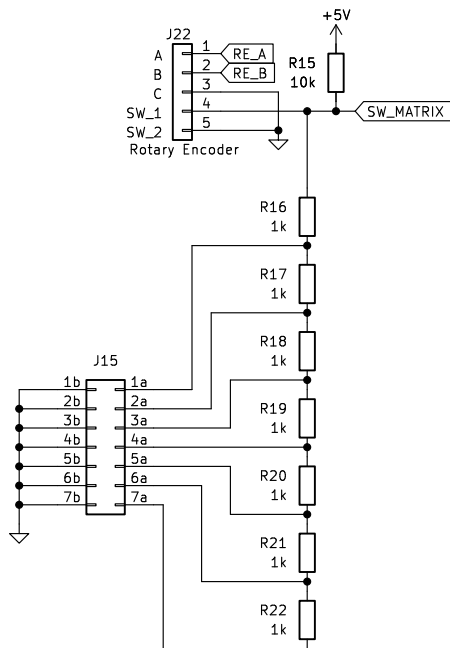 +5V
J22
A 1 RE_A
B 2 RE_B
C 3
SW_1 4
SW_2 5
Rotary Encoder
R15
10k
SW_MATRIX
R16
1k
R17
1k
R18
1k
J15
1b 1a
2b 2a
3b 3a
4b 4a
5b 5a
6b 6a
7b 7a
R19
1k
R20
1k
R21
1k
R22
1k